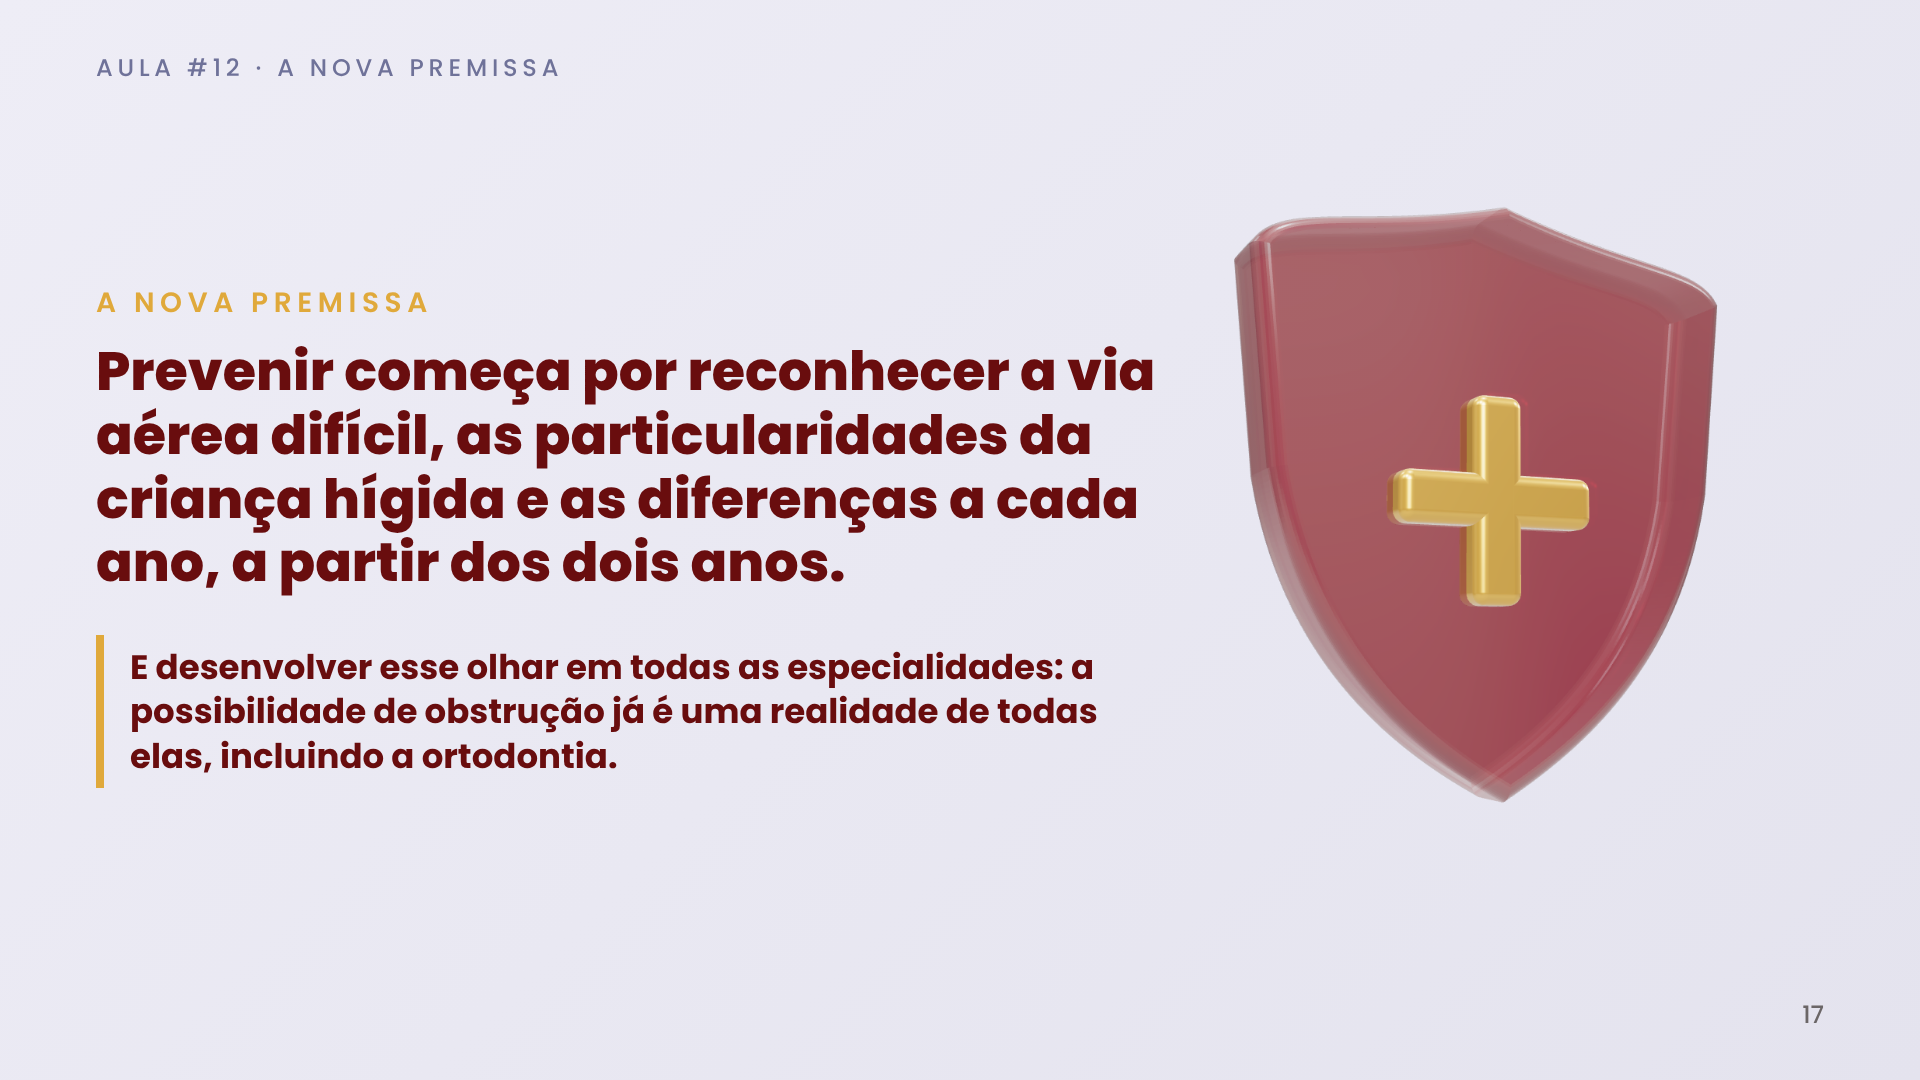 AULA #12 · A NOVA PREMISSA
A NOVA PREMISSA
Prevenir começa por reconhecer a via
aérea difícil, as particularidades da
criança hígida e as diferenças a cada
ano, a partir dos dois anos.
E desenvolver esse olhar em todas as especialidades: a
possibilidade de obstrução já é uma realidade de todas
elas, incluindo a ortodontia.
17